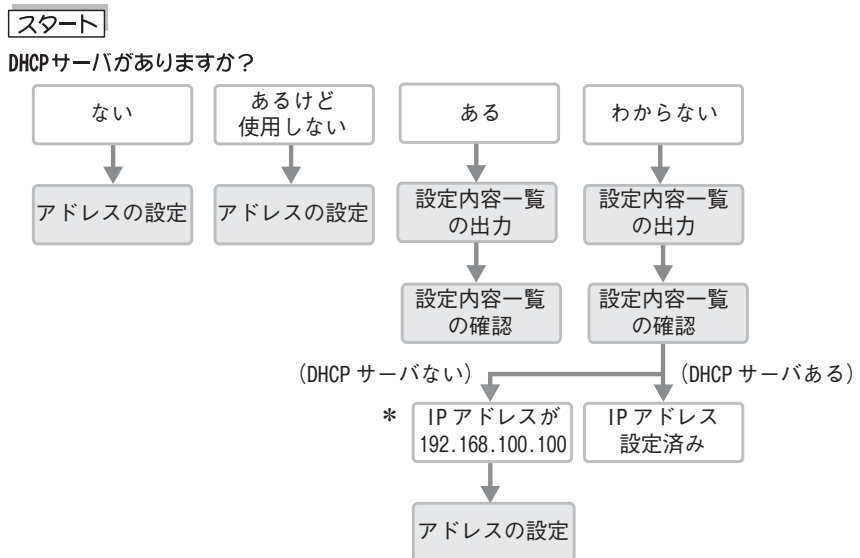 スタート
DHCPサーバがありますか？
ない
あるけど
使用しない
ある
わからない
アドレスの設定
アドレスの設定
設定内容一覧
の出力
設定内容一覧
の出力
設定内容一覧
の確認
設定内容一覧
の確認
(DHCP サーバない)
(DHCP サーバある)
* IP アドレスが
192.168.100.100
IP アドレス
設定済み
アドレスの設定